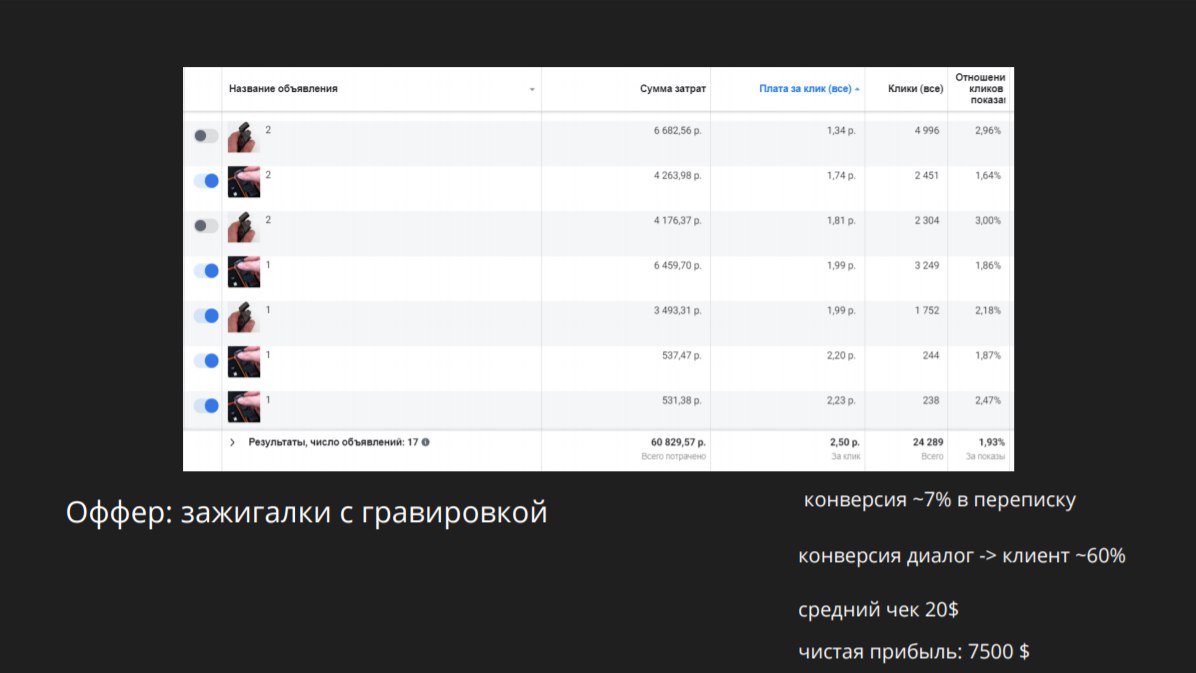 Название объявления Сумма затрат Плата за клик (все) Клики (все) Отношени
кликов
показаı
2 6 682,56 р. 1,34 р. 4 996 2,96%
2 4 263,98 р. 1,74 р. 2 451 1,64%
2 4 176,37 р. 1,81 р. 2 304 3,00%
1 6 459,70 р. 1,99 р. 3 249 1,86%
1 3 493,31 р. 1,99 р. 1 752 2,18%
1 537,47 р. 2,20 р. 244 1,87%
1 531,38 р. 2,23 р. 238 2,47%
Результаты, число объявлений: 17 60 829,57 р. 2,50 р. 24 289 1,93%
Всего потрачено За клик Всего За показы
Оффер: зажигалки с гравировкой
конверсия ~7% в переписку
конверсия диалог -> клиент ~60%
средний чек 20$
чистая прибыль: 7500 $